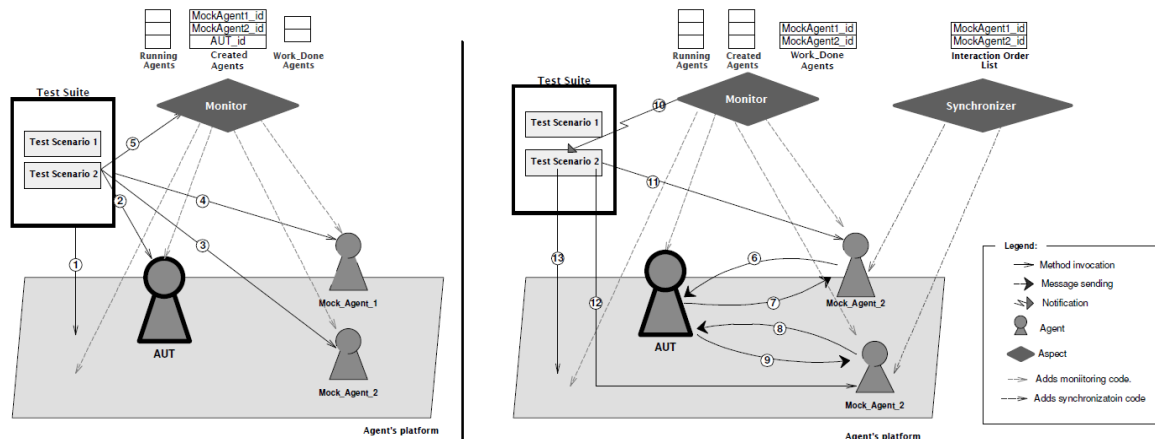 MockAgent1_id
MockAgent2_id
AUT_id
Running
Agents
Created
Agents
Work_Done
Agents
Test Suite
Monitor
Test Scenario 1
Test Scenario 2
5
2
4
3
1
Mock_Agent_1
AUT
Mock_Agent_2
Agent's platform
MockAgent1_id
MockAgent2_id
MockAgent1_id
MockAgent2_id
Running
Agents
Created
Agents
Work_Done
Agents
Interaction Order
List
Test Suite
Monitor
Synchronizer
10
Test Scenario 1
Test Scenario 2
11
13
6
12
7
Mock_Agent_2
8
AUT
9
Mock_Agent_2
Agent's platform
Legend:
Method invocation
Message sending
Notification
Agent
Aspect
Adds moniitoring code.
Adds synchronizatoin code